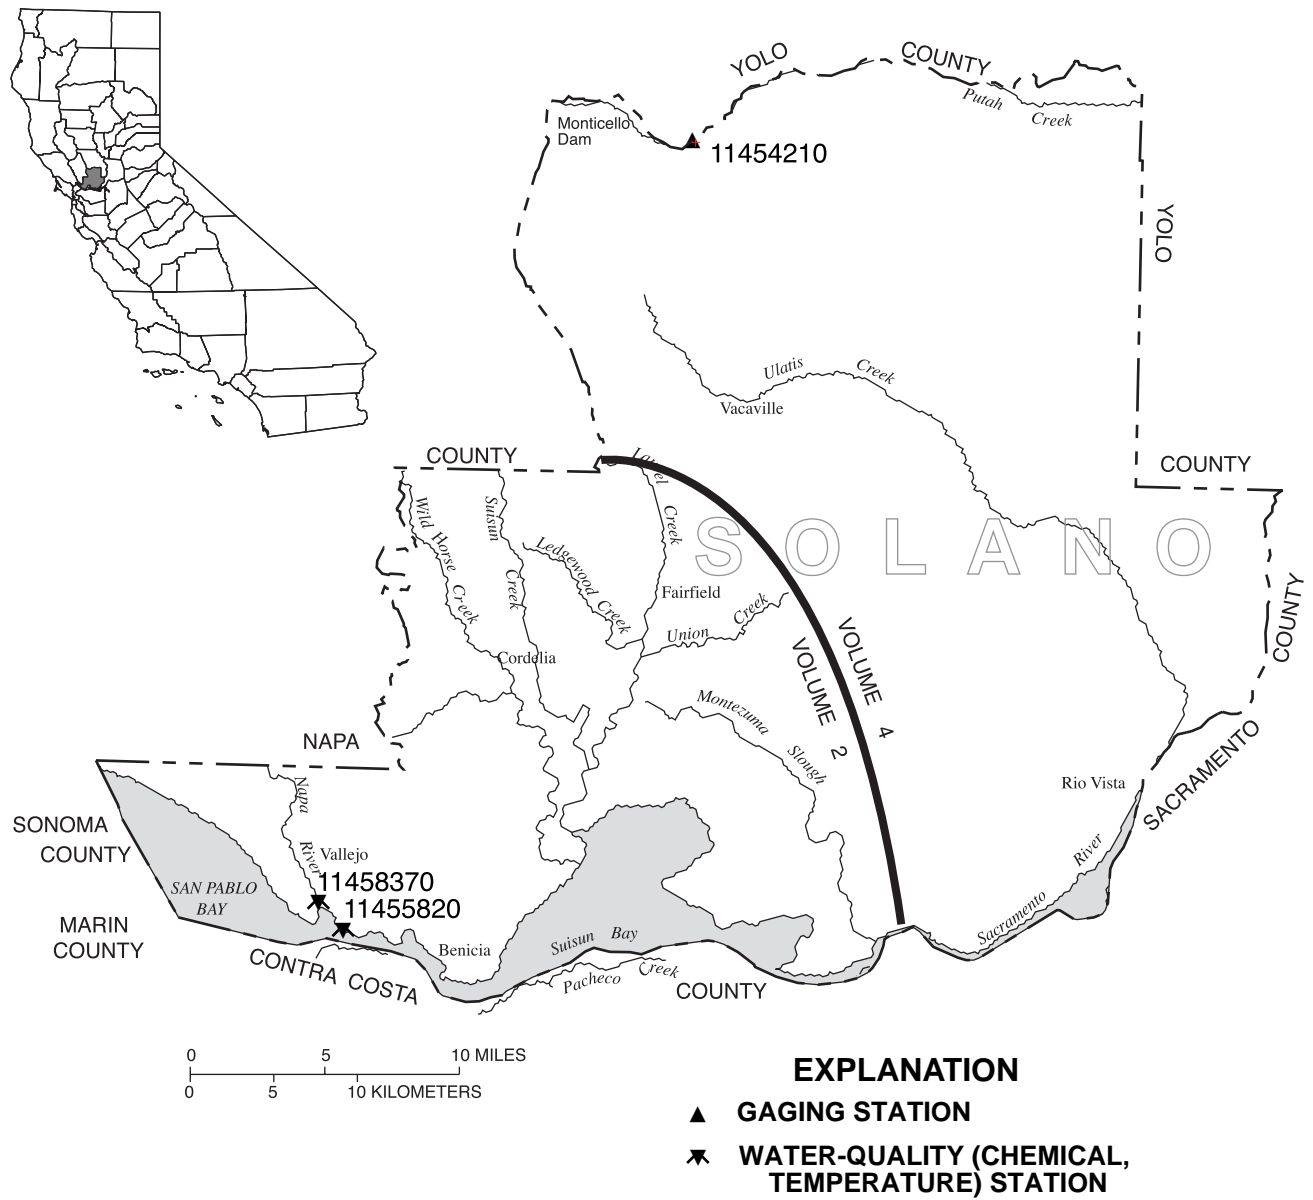 YOLO
COUNTY
Putah
Creek
Monticello
Dam
11454210
YOLO
Ulatis
Creek
Vacaville
COUNTY
Laurel
Creek
COUNTY
Wild Horse Creek
Suisun
Creek
Ledgewood Creek
SOLANO
Fairfield
Union
Creek
COUNTY
Cordelia
VOLUME 4
VOLUME 2
Montezuma
Slough
NAPA
SACRAMENTO
Rio Vista
Napa
River
SONOMA
COUNTY
Vallejo
11458370
11455820
SAN PABLO
BAY
MARIN
COUNTY
River
Sacramento
Benicia
Suisun Bay
CONTRA COSTA
Pacheco
Creek
COUNTY
0 5 10 MILES
0 5 10 KILOMETERS
EXPLANATION
GAGING STATION
WATER-QUALITY (CHEMICAL,
TEMPERATURE) STATION